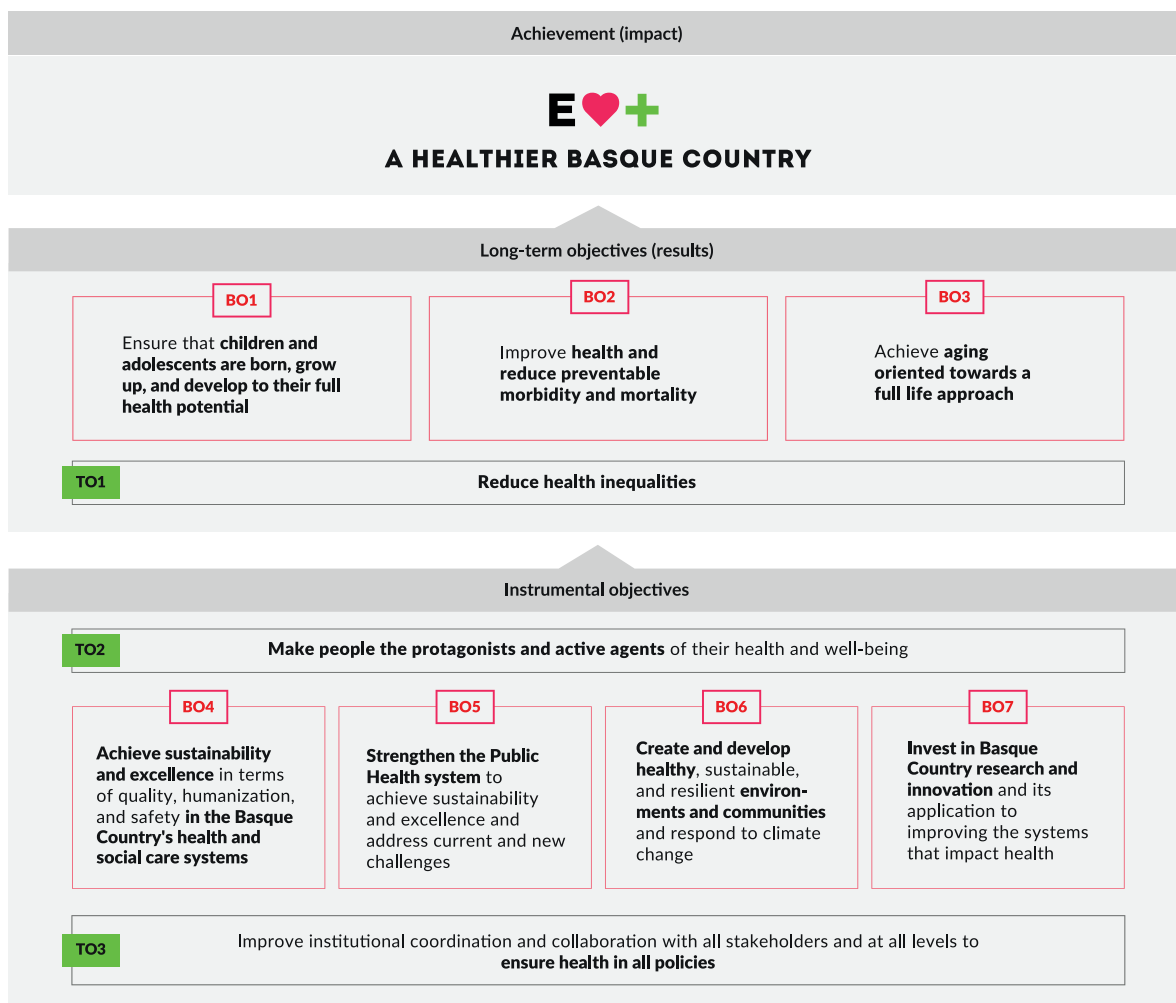 Achievement (impact)
E
A HEALTHIER BASQUE COUNTRY
Long-term objectives (results)
BO1
Ensure that children and
adolescents are born, grow
up, and develop to their full
health potential
BO2
Improve health and
reduce preventable
morbidity and mortality
BO3
Achieve aging
oriented towards a
full life approach
TO1
Reduce health inequalities
Instrumental objectives
TO2
Make people the protagonists and active agents of their health and well-being
BO4
Achieve sustainability
and excellence in terms
of quality, humanization,
and safety in the Basque
Country's health and
social care systems
BO5
Strengthen the Public
Health system to
achieve sustainability
and excellence and
address current and new
challenges
BO6
Create and develop
healthy, sustainable,
and resilient environ-
ments and communities
and respond to climate
change
BO7
Invest in Basque
Country research and
innovation and its
application to
improving the systems
that impact health
TO3
Improve institutional coordination and collaboration with all stakeholders and at all levels to
ensure health in all policies